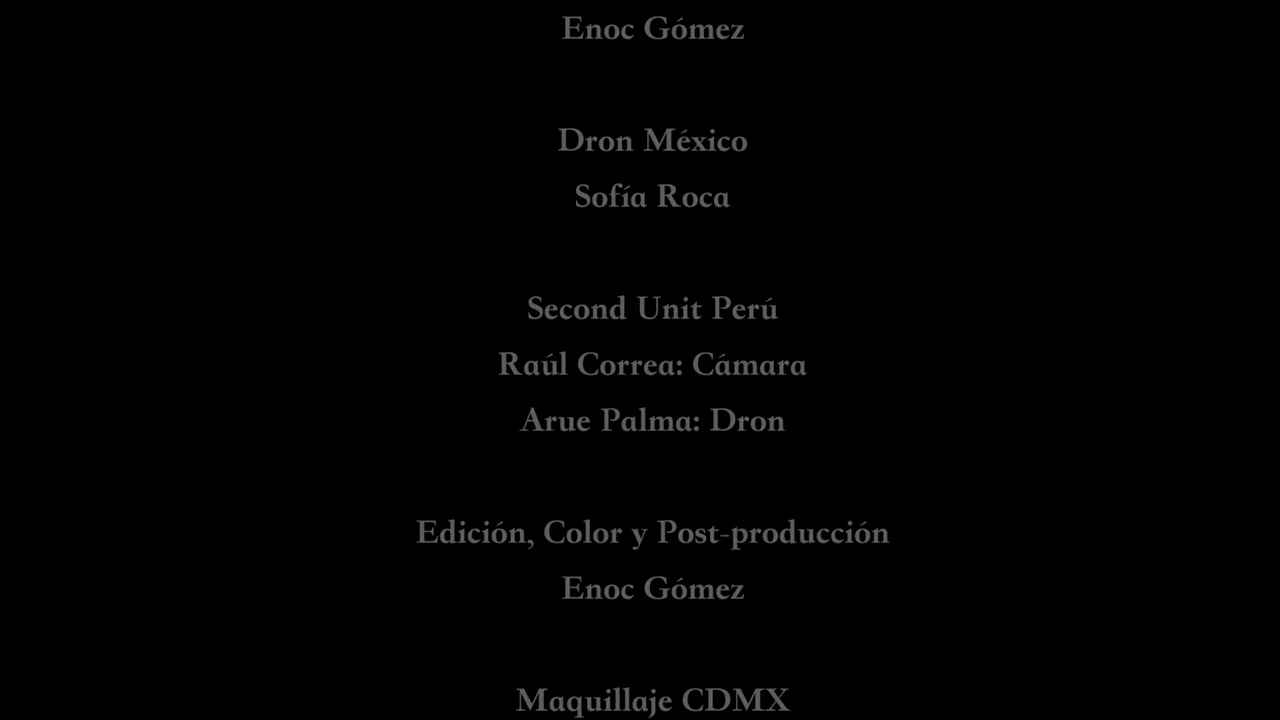 Enoc Gómez
Dron México
Sofía Roca
Second Unit Perú
Raúl Correa: Cámara
Arue Palma: Dron
Edición, Color y Post-producción
Enoc Gómez
Maquillaje CDMX